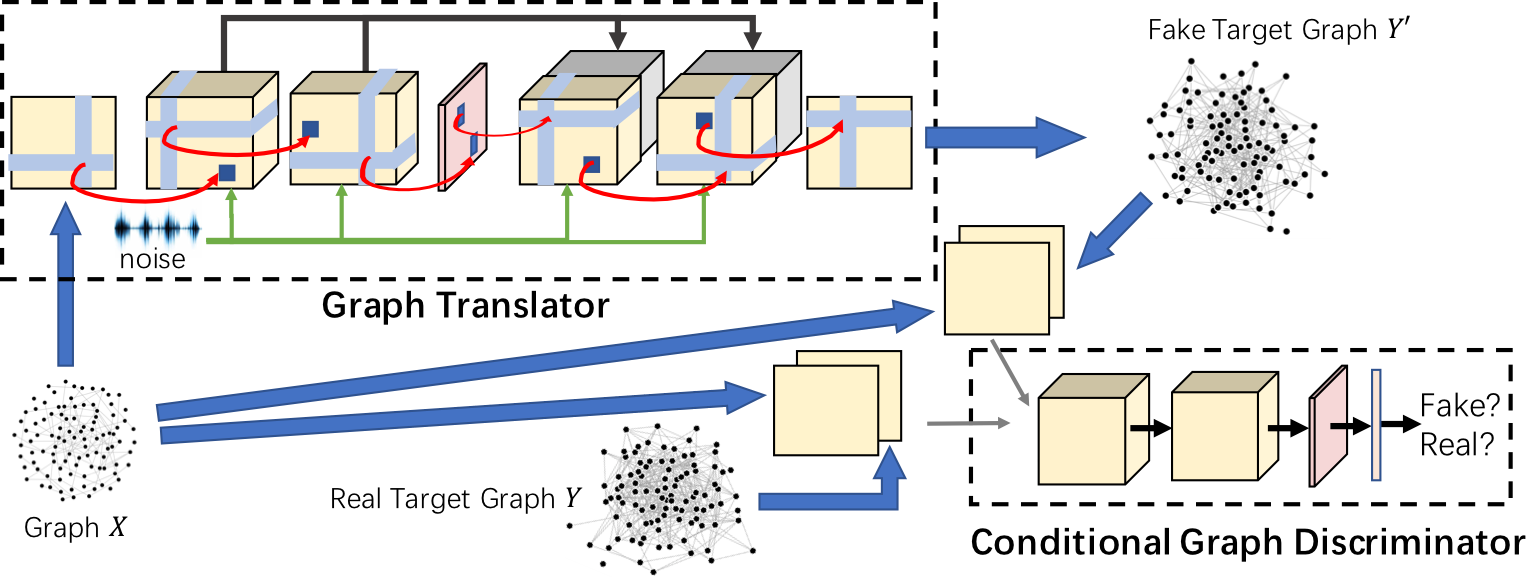 Fake Target Graph Y′
noise
Graph Translator
Fake?
Real?
Real Target Graph Y
Graph X
Conditional Graph Discriminator